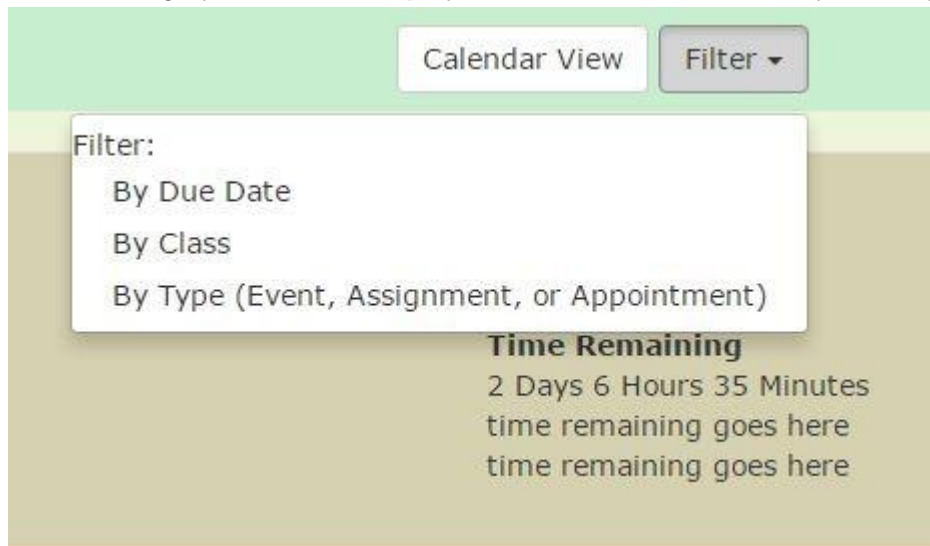 Calendar View Filter
Filter:
By Due Date
By Class
By Type (Event, Assignment, or Appointment)
Time Remaining
2 Days 6 Hours 35 Minutes
time remaining goes here
time remaining goes here